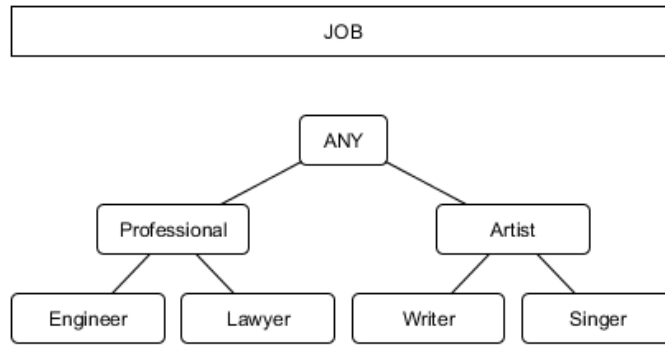 JOB
ANY
Professional
Artist
Engineer
Lawyer
Writer
Singer